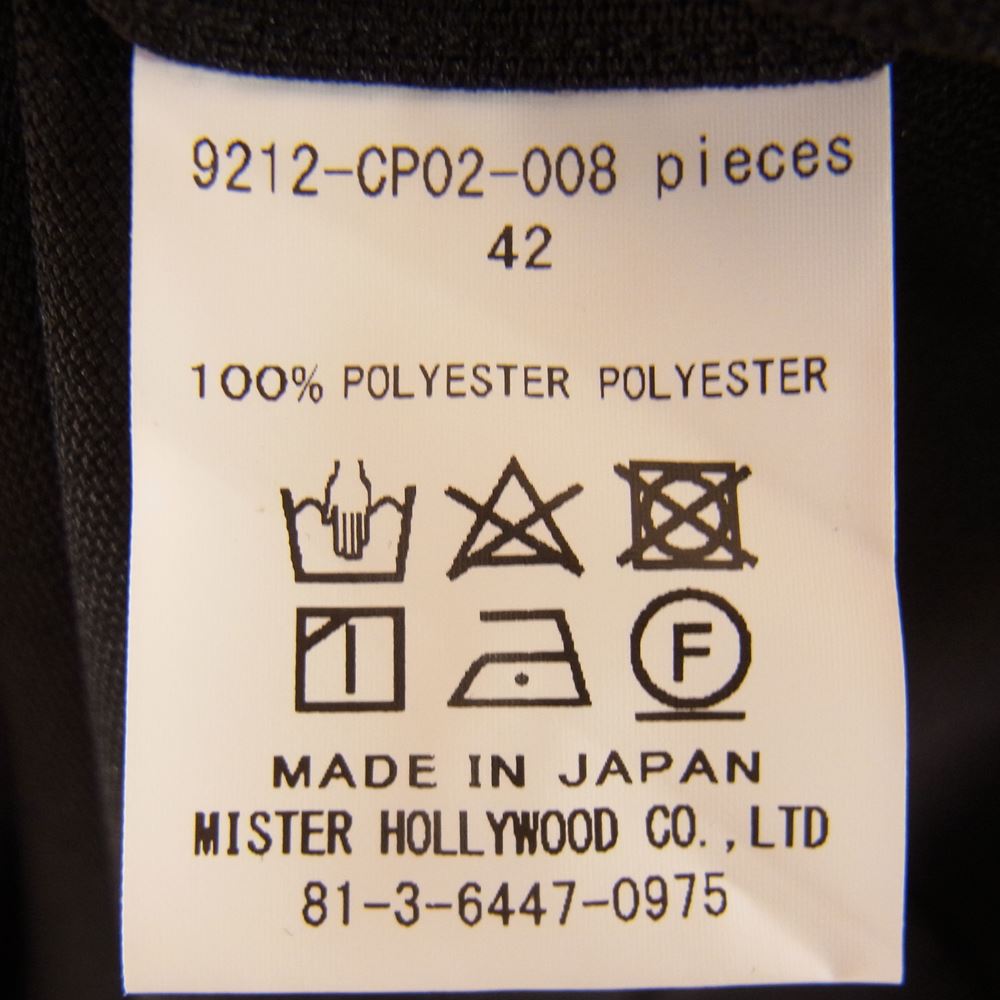 9212-CP02-008 pieces
42
100% POLYESTER POLYESTER
F
MADE IN JAPAN
MISTER HOLLYWOOD CO.,LTD
81-3-6447-0975